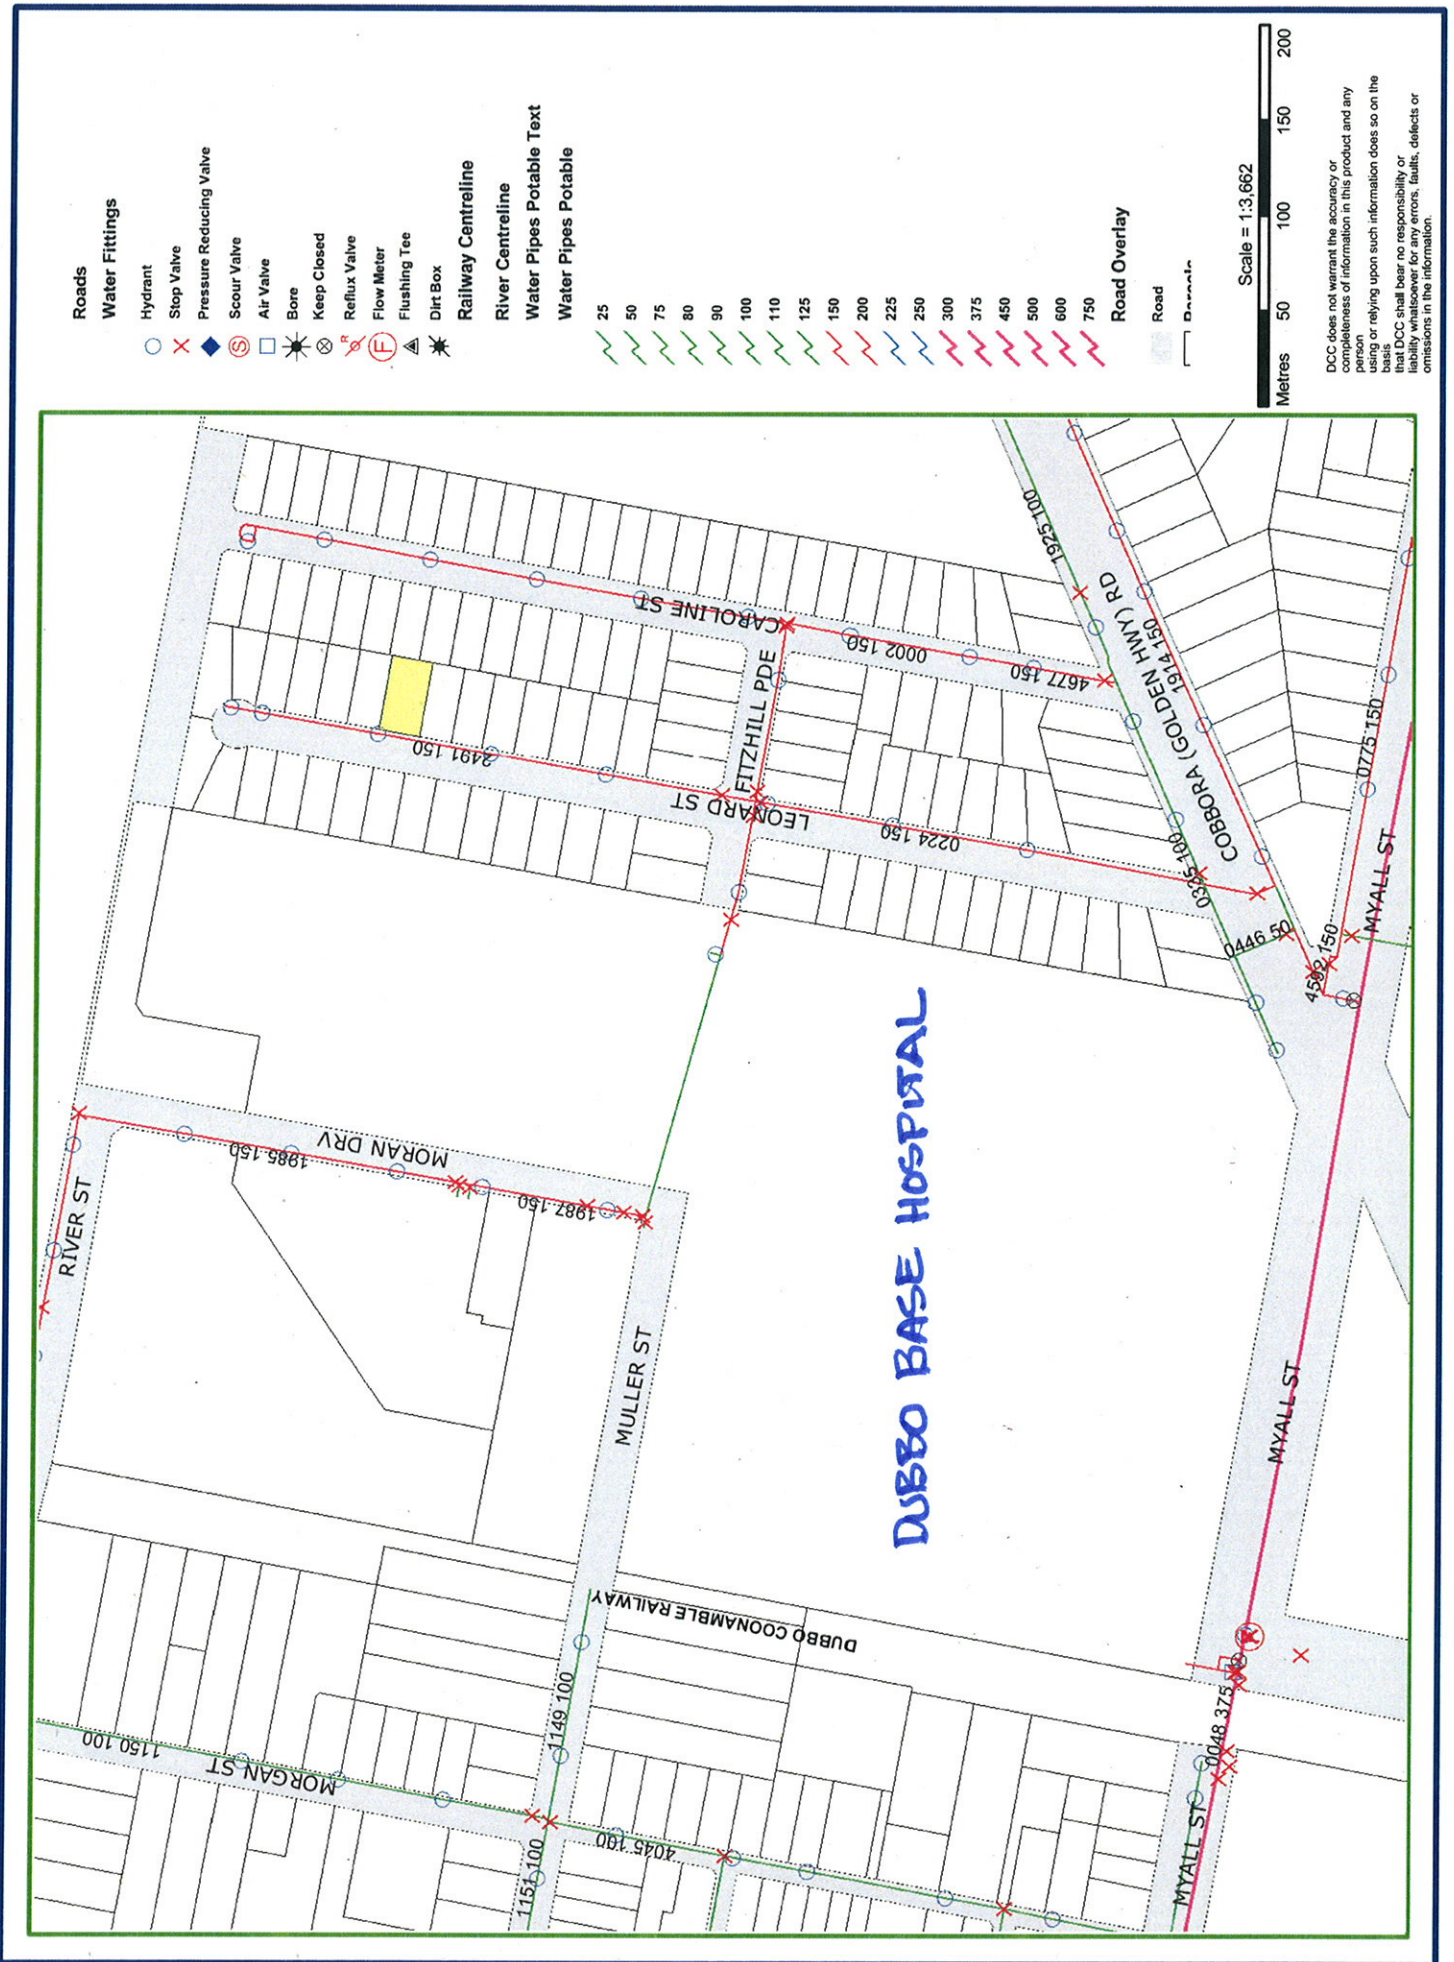 Roads
Water Fittings
Hydrant
Stop Valve
Pressure Reducing Valve
Scour Valve
Air Valve
Bore
Keep Closed
Reflux Valve
Flow Meter
Flushing Tee
Dirt Box
Railway Centreline
River Centreline
Water Pipes Potable Text
Water Pipes Potable
25
50
75
80
90
100
110
125
150
200
225
250
300
375
450
500
600
750
Road Overlay
Road
Scale = 1:3,662
Metres 50 100 150 200
DCC does not warrant the accuracy or
completeness of information in this product and any
person
using or relying upon such information does so on the
basis
that DCC shall bear no responsibility or
liability whatsoever for any errors, faults, defects or
omissions in the information.
RIVER ST
1985 150
MORAN DRV
1987 150
MULLER ST
2491 150
LEONARD ST
FITZHILL PDE
CAROLINE ST
0002 150
4677 150
0224 150
1925 100
COBBORA (GOLDEN HWY) RD
1914 150
0446 50
4592 150
0775 150
MYALL ST
MYALL ST
MYALL ST
0048 375
DUBBO BASE HOSPITAL
DUBBO COONAMBLE RAILWAY
1149 100
1150 100
MORGAN ST
1151 100
4045 100
R
S
F